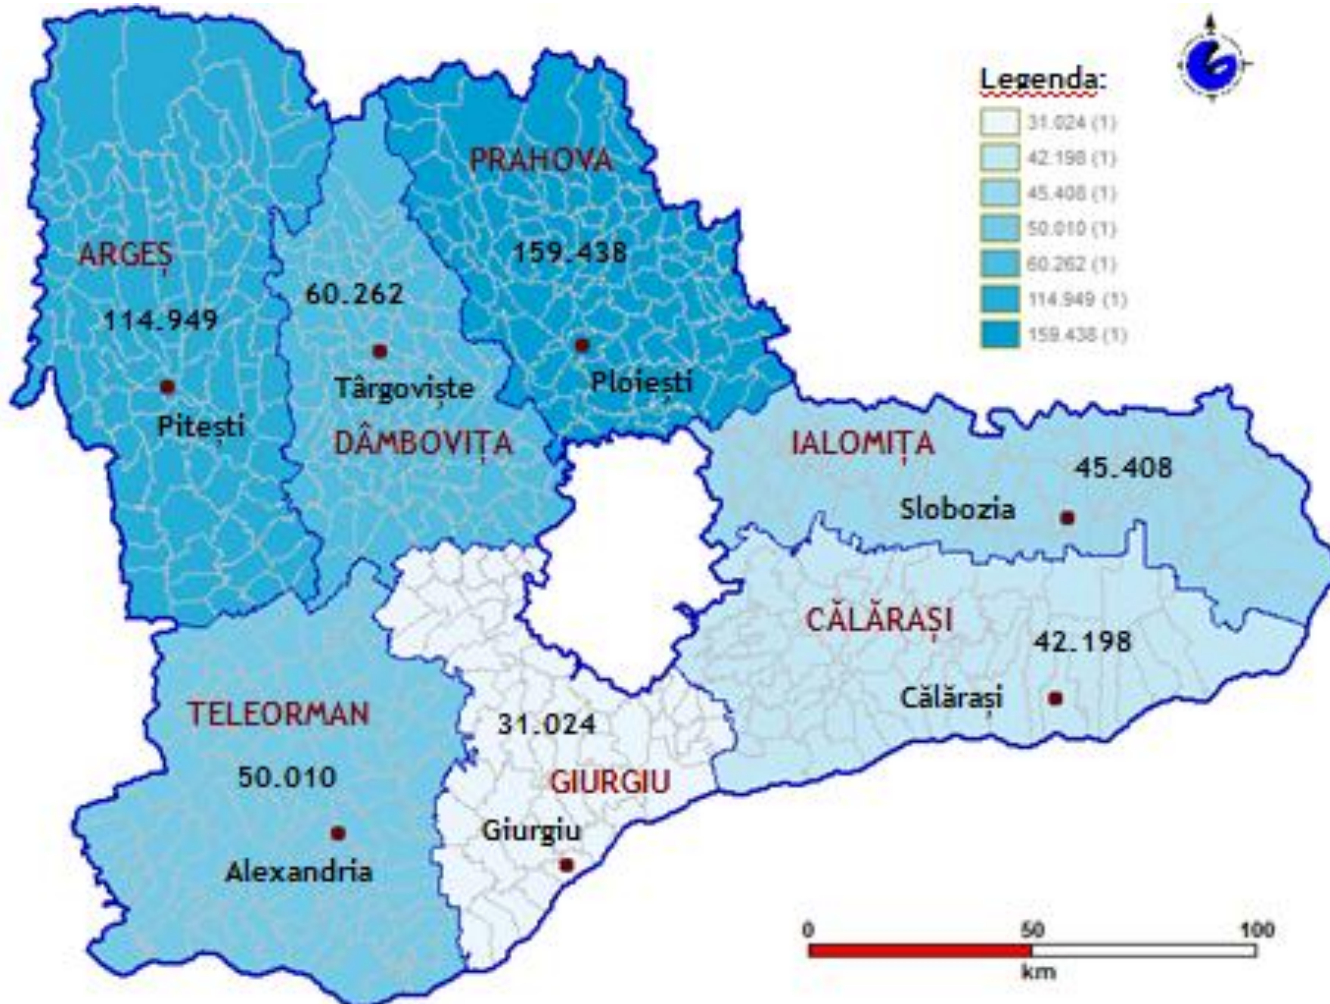 Legenda:
31.024 (1)
42.198 (1)
45.408 (1)
50.010 (1)
60.262 (1)
114.949 (1)
159.438 (1)
PRAHOVA
159.438
Ploiești
ARGEȘ
114.949
Pitești
60.262
Târgoviște
DÂMBOVIȚA
IALOMIȚA
45.408
Slobozia
CĂLĂRAȘI
42.198
Călărași
TELEORMAN
50.010
Alexandria
31.024
GIURGIU
Giurgiu
0 50 100
km